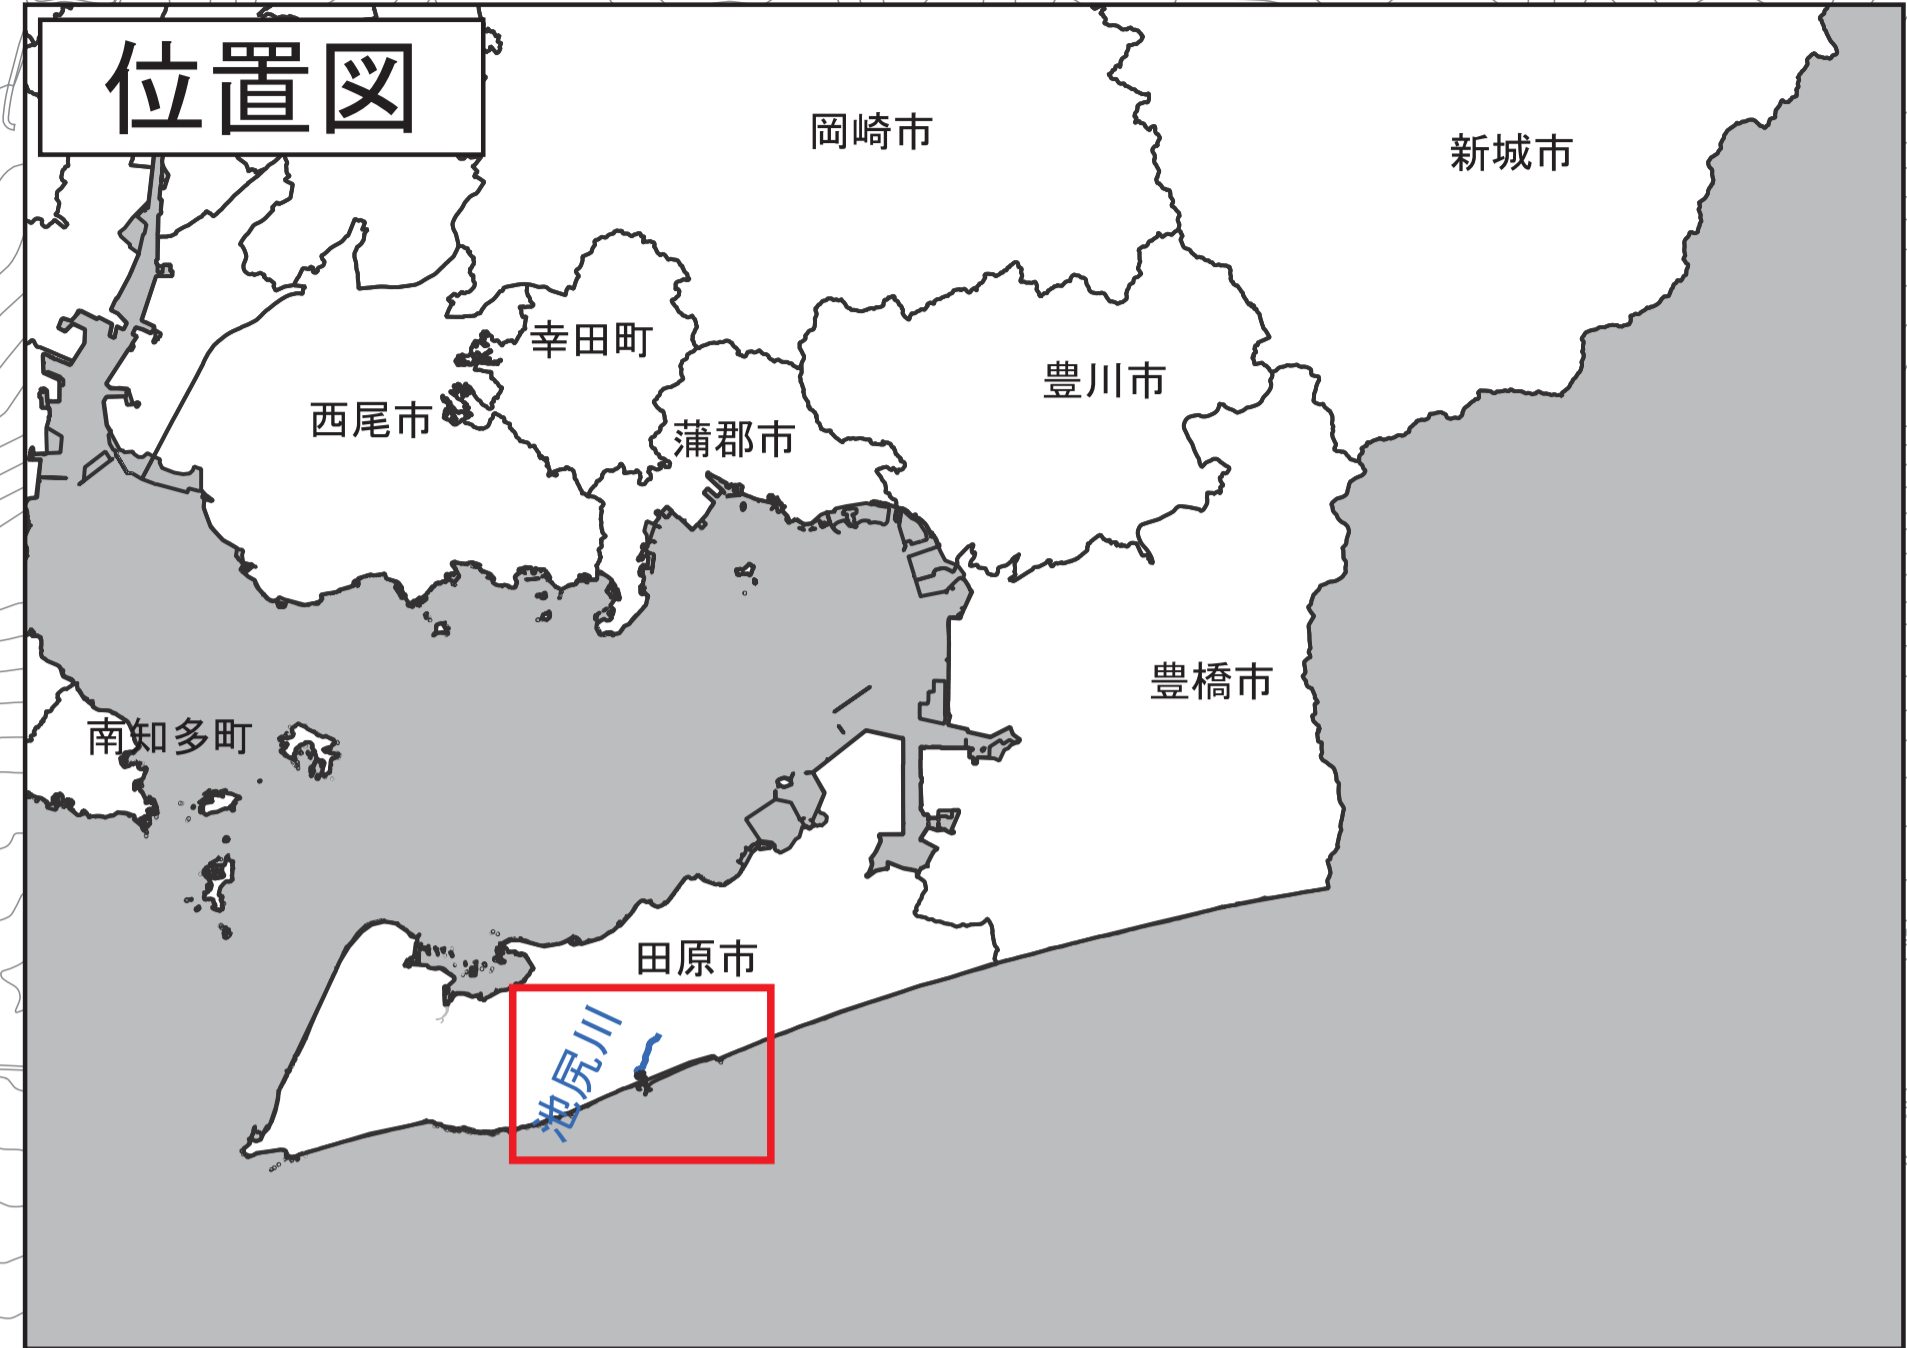 位置図
岡崎市
新城市
幸田町
豊川市
西尾市
蒲郡市
豊橋市
南知多町
田原市
池尻川